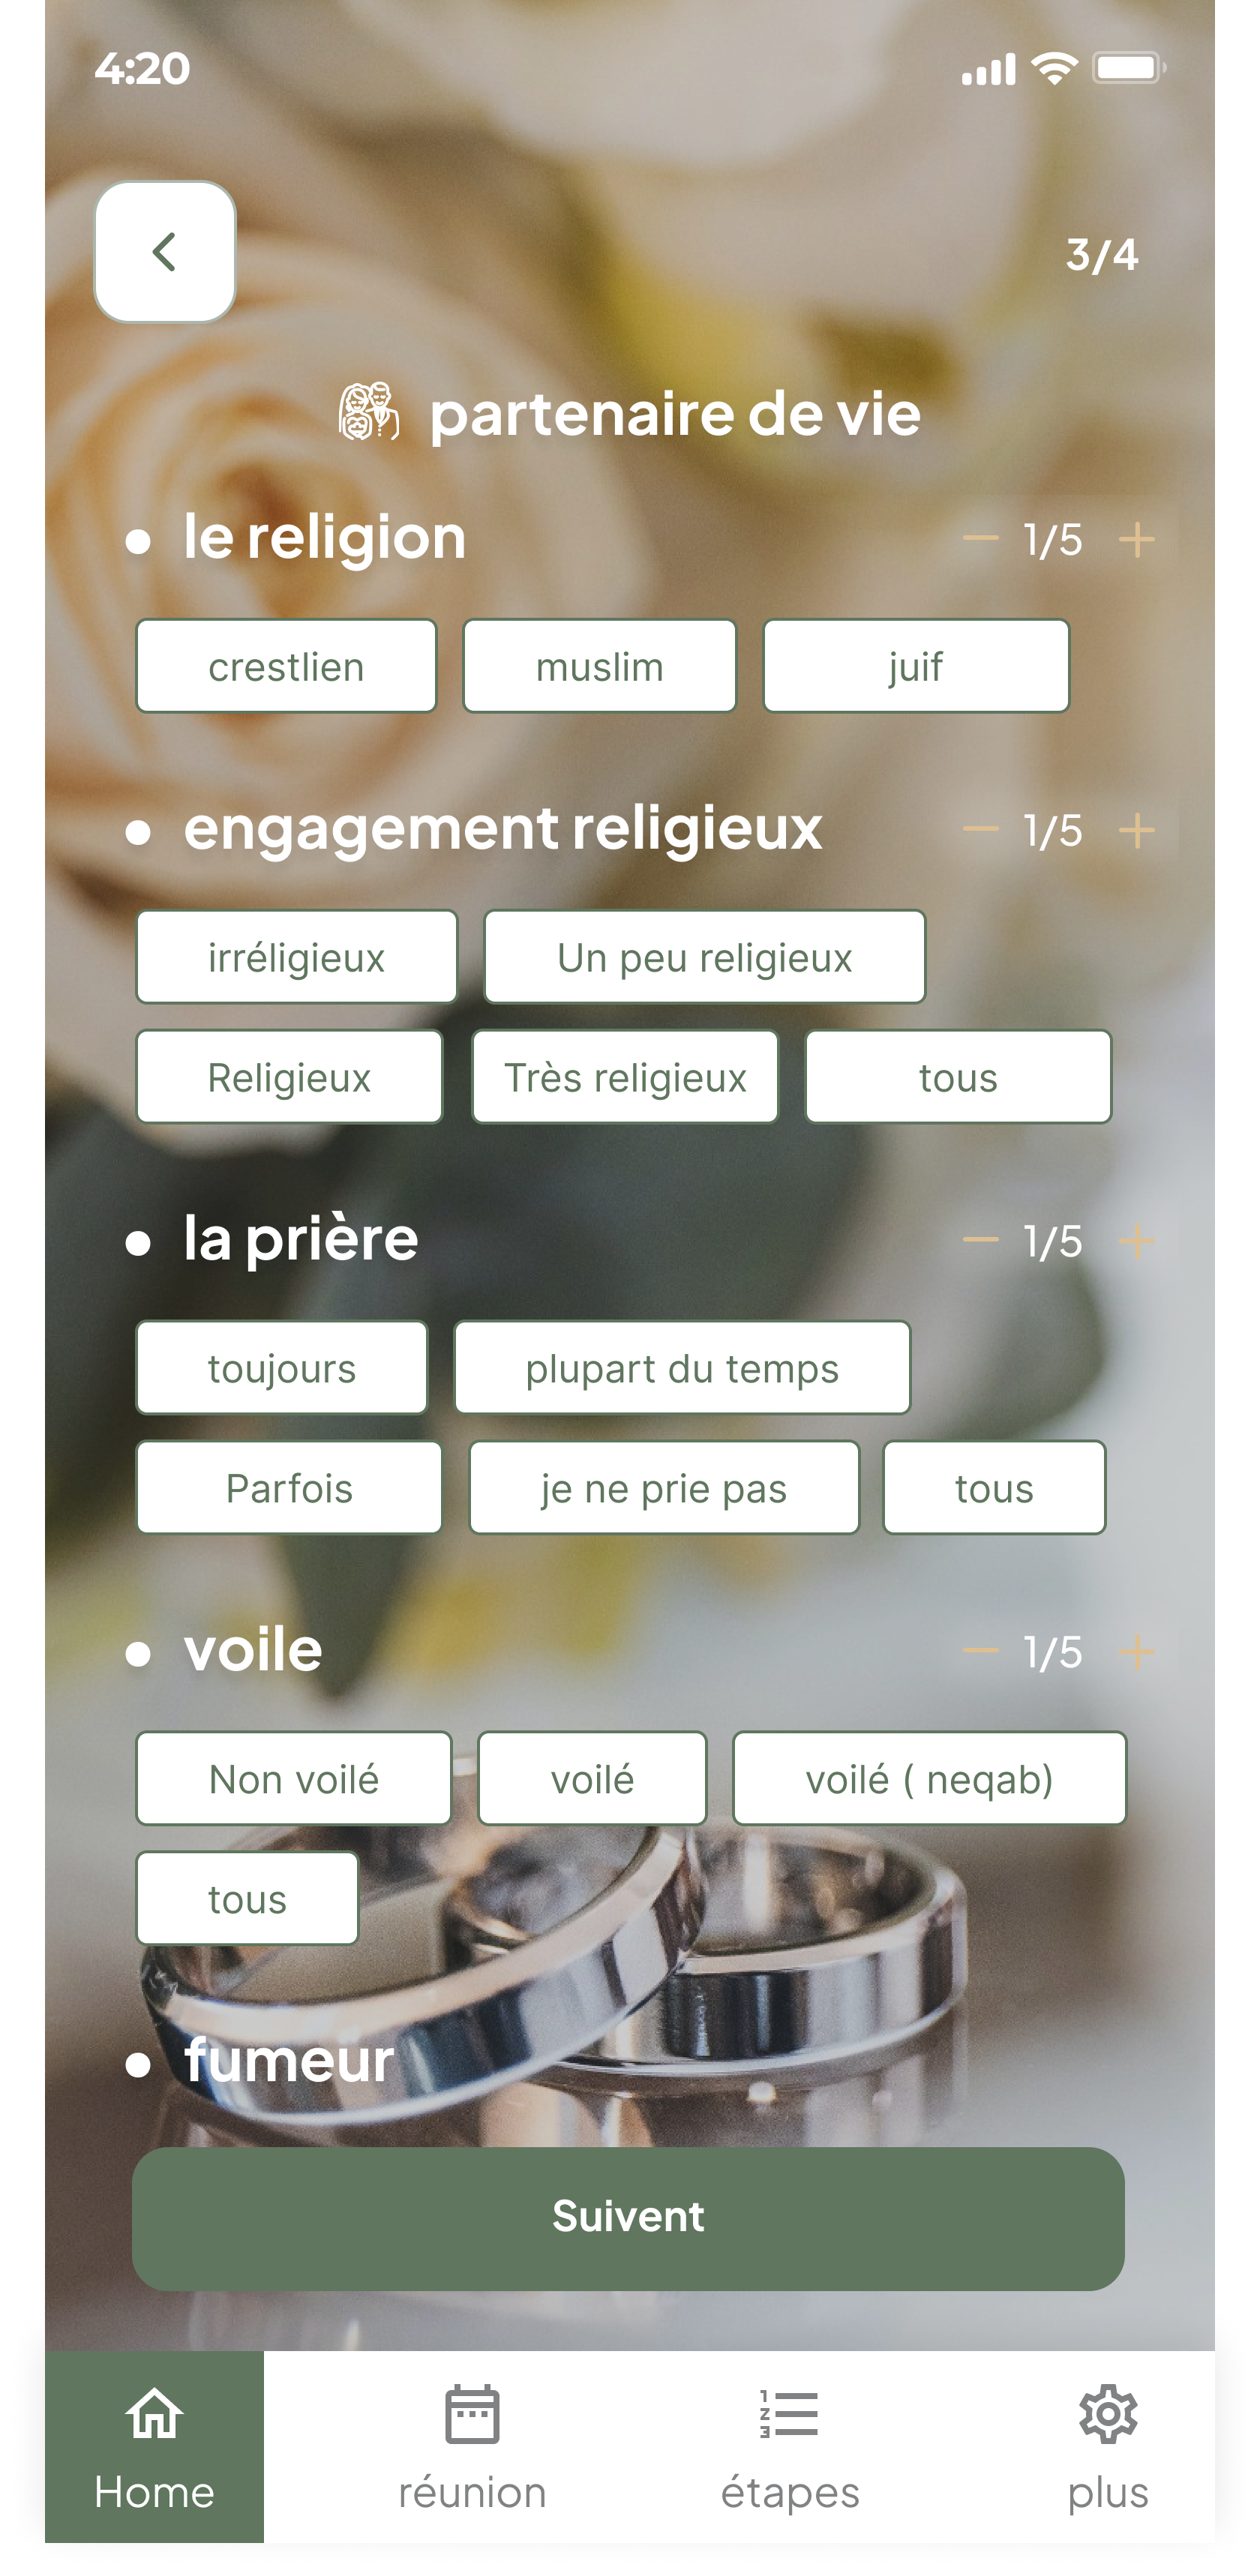 4:20
3/4
partenaire de vie
le religion
1/5
crestlien muslim juif
engagement religieux
1/5
irréligieux Un peu religieux
Religieux Très religieux tous
la prière
1/5
toujours plupart du temps
Parfois je ne prie pas tous
voile
1/5
Non voilé voilé voilé ( neqab)
tous
fumeur
Suivent
Home réunion étapes plus